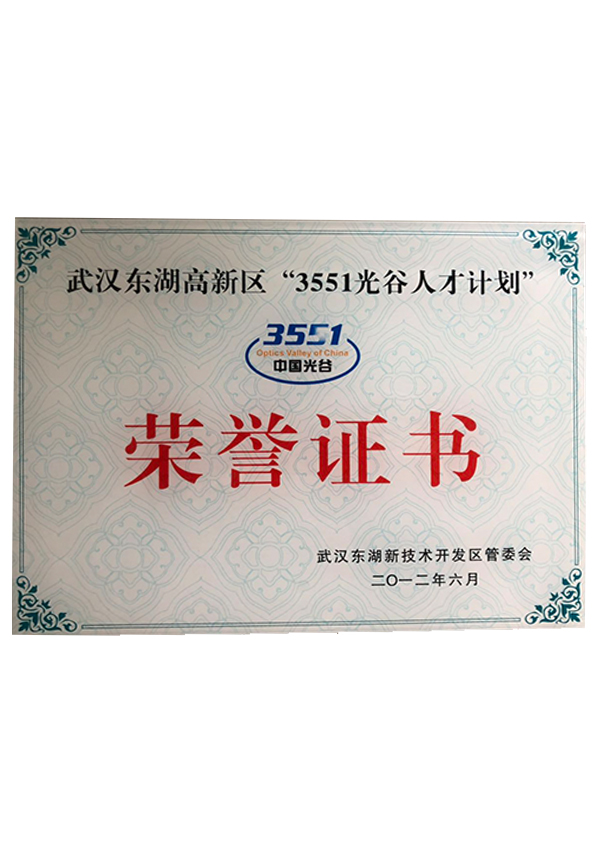 武汉东湖高新区“3551光谷人才计划”
3551
Optics Valley of China
中国光谷
荣誉证书
武汉东湖新技术开发区管委会
二〇一二年六月